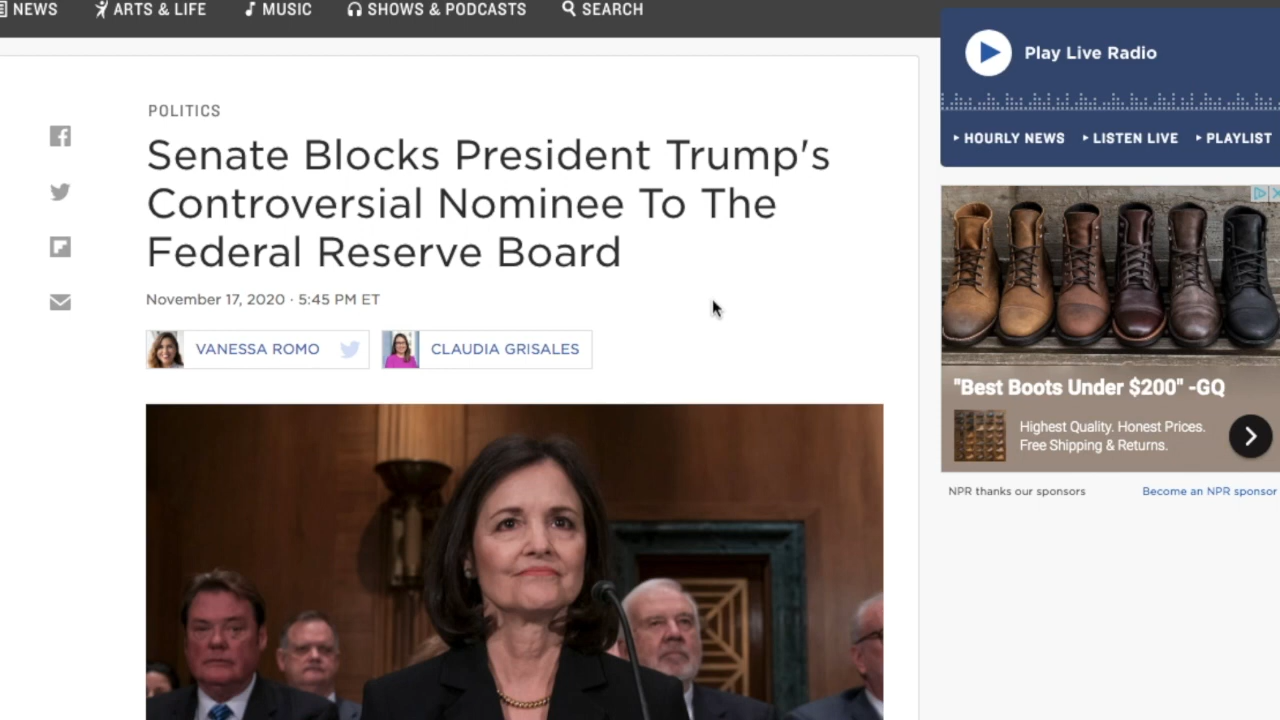 NEWS
ARTS & LIFE
MUSIC
SHOWS & PODCASTS
SEARCH
POLITICS
Senate Blocks President Trump's
Controversial Nominee To The
Federal Reserve Board
November 17, 2020 · 5:45 PM ET
VANESSA ROMO
CLAUDIA GRISALES
Play Live Radio
HOURLY NEWS
LISTEN LIVE
PLAYLIST
"Best Boots Under $200" -GQ
Highest Quality. Honest Prices.
Free Shipping & Returns.
NPR thanks our sponsors
Become an NPR sponsor